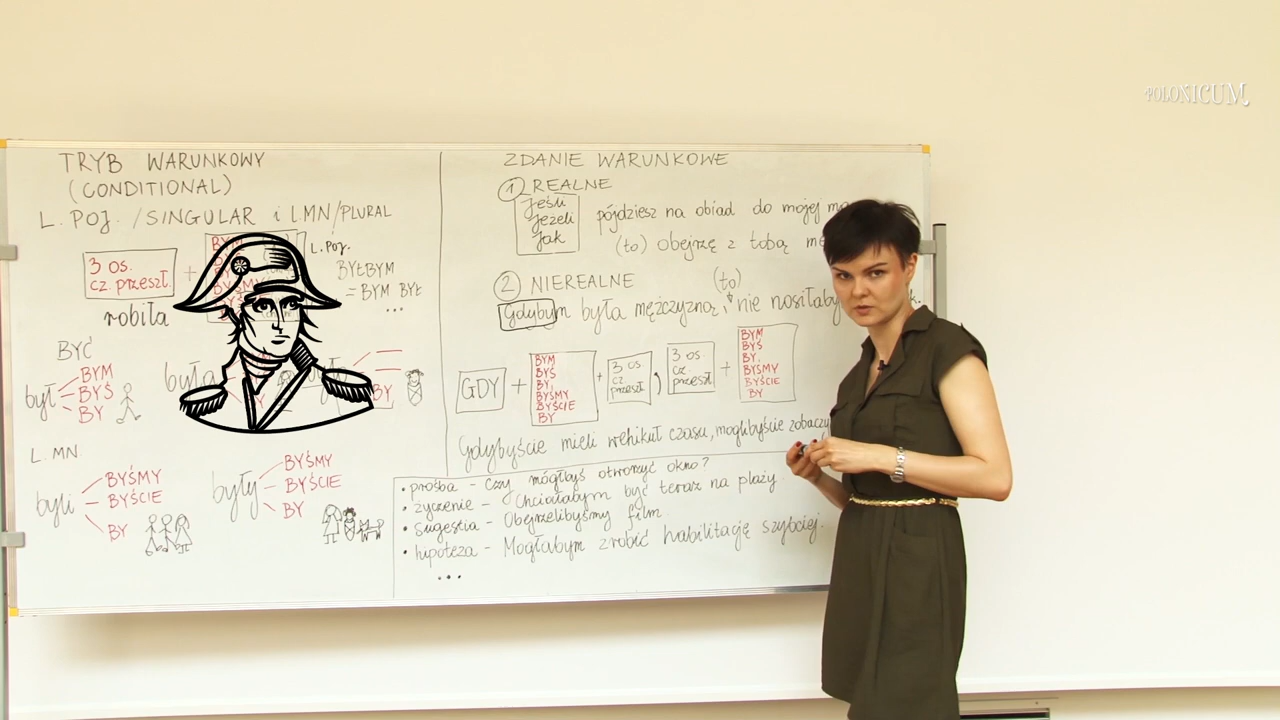 POLONICUM
TRYB WARUNKOWY
(CONDITIONAL)
L. POJ. /SINGULAR i L.MN/PLURAL
3 os.
cz. przeszł.
+
BYM
L. POJ.
BYŁBYM
= BYM BYŁ
...
robiła
BYĆ
był
BYM
BYŚ
BY
była
BY
L. MN.
byli
BYŚMY
BYŚCIE
BY
były
BYŚMY
BYŚCIE
BY
ZDANIE WARUNKOWE
1 REALNE
Jeśli
Jeżeli
Jak
pójdziesz na obiad do mojej
(to) obejrzę z tobą
2 NIEREALNE
(to)
Gdybym była mężczyzną, nie nosiłaby
GDY
+
BYM
BYŚ
BY,
BYŚMY
BYŚCIE
BY
+
3 os.
cz.
przeszł.
,
3 os.
cz.
przeszł.
+
BYM
BYŚ
BY,
BYŚMY
BYŚCIE
BY
Gdybyście mieli wehikuł czasu, moglibyście
• prośba - Czy mógłbyś otworzyć okno?
• życzenie - Chciałabym być teraz na plaży.
• sugestia - Obejrzelibyśmy film.
• hipoteza - Mogłabym zrobić habilitację szybciej.
...